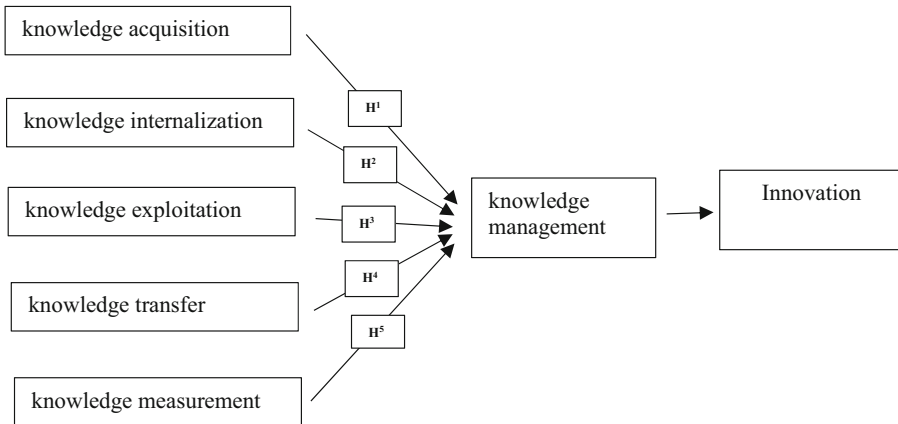 knowledge acquisition
H¹
knowledge internalization
H²
knowledge exploitation
H³
knowledge management
Innovation
H⁴
knowledge transfer
H⁵
knowledge measurement